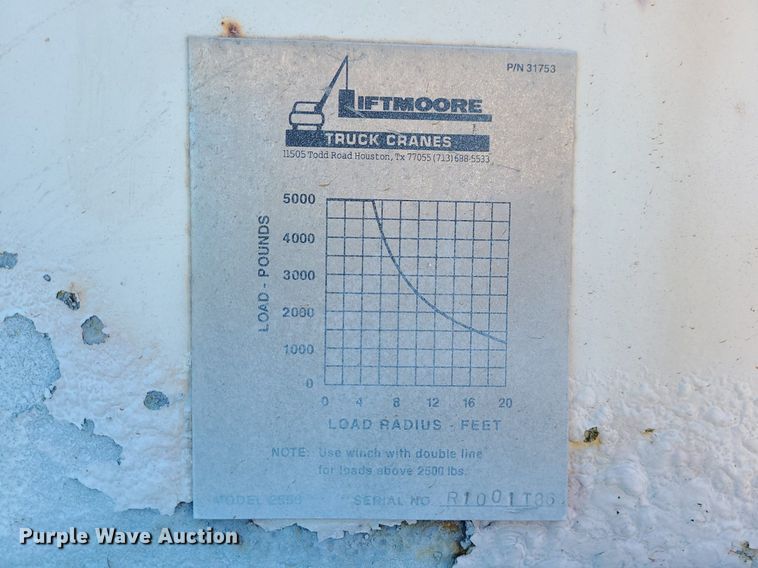 P/N 31753
LIFTMOORE
TRUCK CRANES
11505 Todd Road Houston, Tx 77055 (713) 688-5533
LOAD - POUNDS
5000
4000
3000
2000
1000
0
0 4 8 12 16 20
LOAD RADIUS - FEET
NOTE: Use winch with double line
for loads above 2500 lbs.
MODEL SERIAL NO. R1001T86
Purple Wave Auction